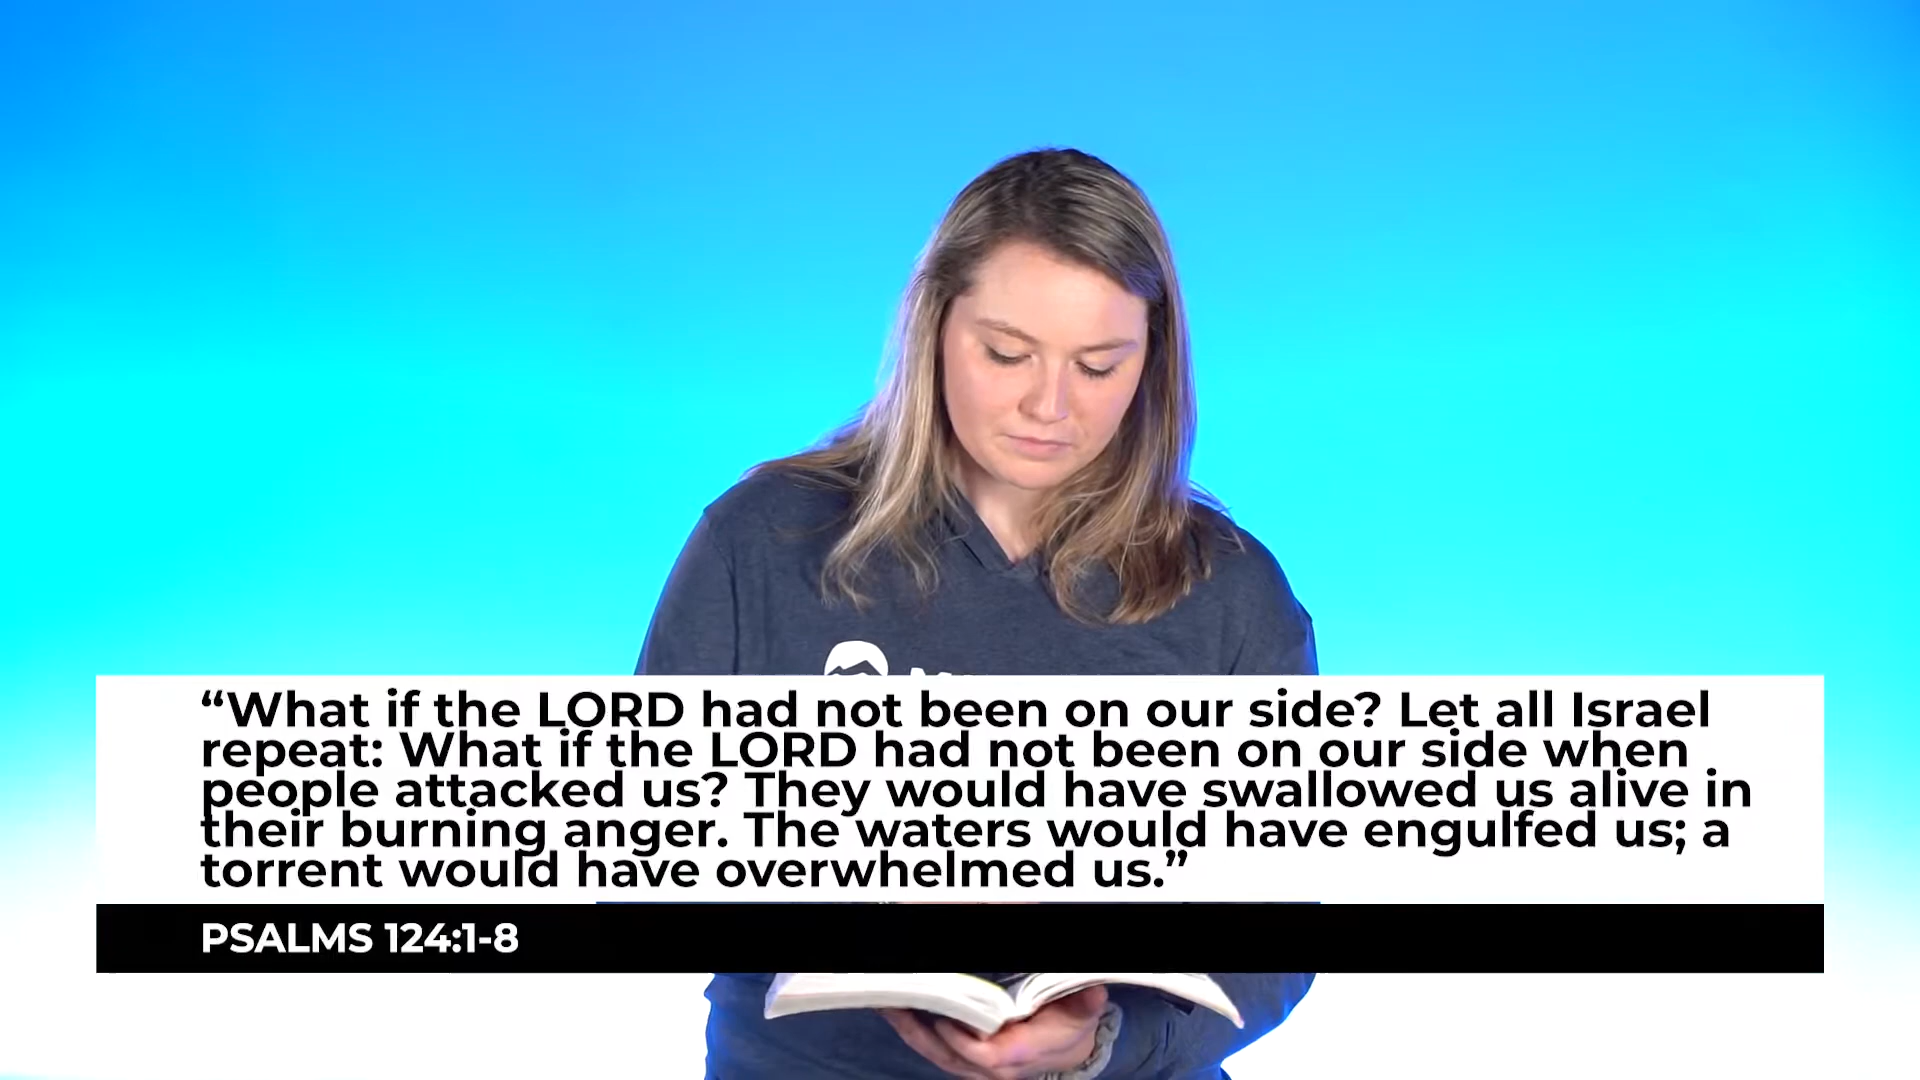 “What if the LORD had not been on our side? Let all Israel
repeat: What if the LORD had not been on our side when
people attacked us? They would have swallowed us alive in
their burning anger. The waters would have engulfed us; a
torrent would have overwhelmed us.”
PSALMS 124:1-8